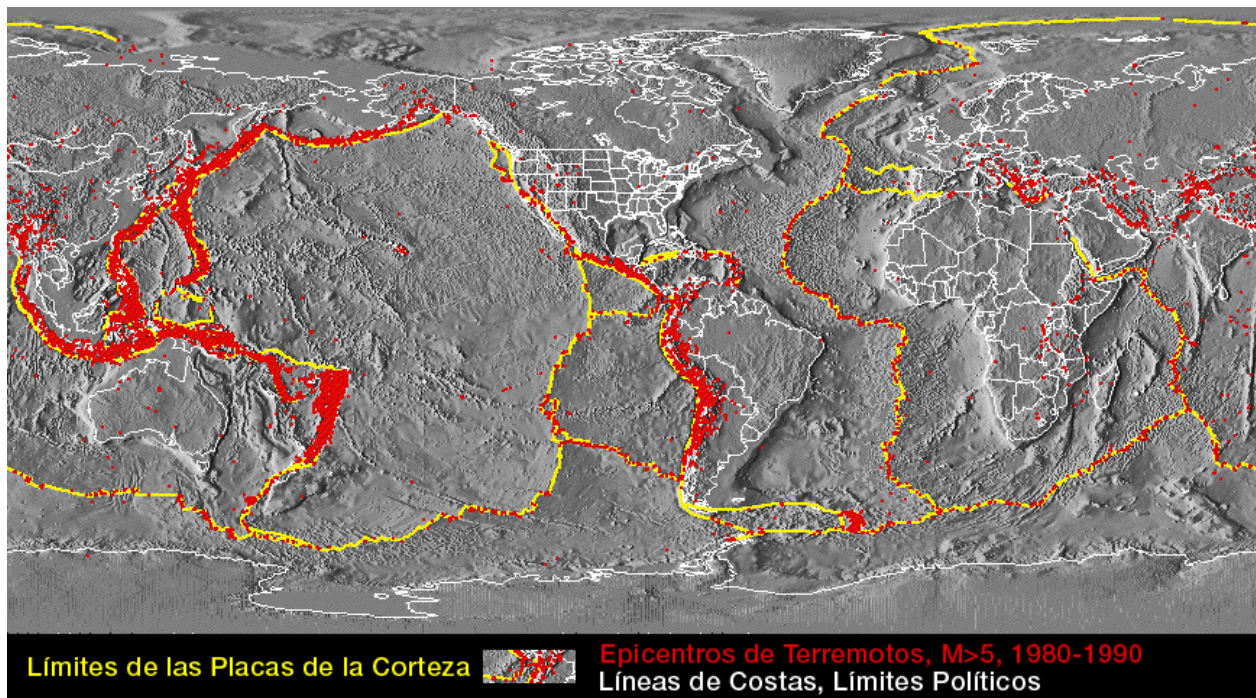 Límites de las Placas de la Corteza
Epicentros de Terremotos, M>5, 1980-1990
Líneas de Costas, Límites Políticos